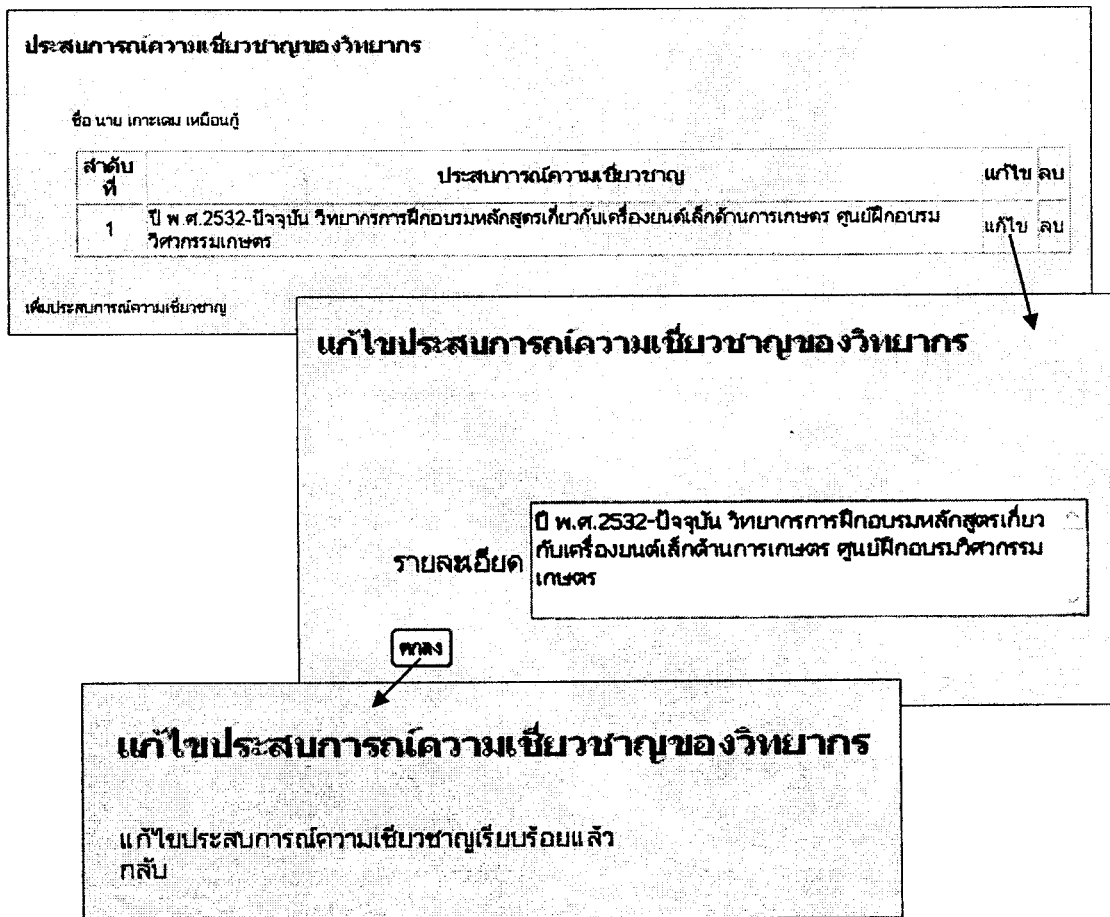 ประสบการณ์ความเชี่ยวชาญของวิทยากร
ชื่อ นาย เกาะเฒม เหมือนกู้
ลำดับที่ ประสบการณ์ความเชี่ยวชาญ แก้ไข ลบ
1 ปี พ.ศ.2532-ปัจจุบัน วิทยากรการฝึกอบรมหลักสูตรเกี่ยวกับเครื่องยนต์เล็กด้านการเกษตร ศูนย์ฝึกอบรม แก้ไข ลบ
วิศวกรรมเกษตร
เพิ่มประสบการณ์ความเชี่ยวชาญ
แก้ไขประสบการณ์ความเชี่ยวชาญของวิทยากร
ปี พ.ศ.2532-ปัจจุบัน วิทยากรการฝึกอบรมหลักสูตรเกี่ยว
รายละเอียด กับเครื่องยนต์เล็กด้านการเกษตร ศูนย์ฝึกอบรมวิศวกรรม
เกษตร
ตกลง
แก้ไขประสบการณ์ความเชี่ยวชาญของวิทยากร
แก้ไขประสบการณ์ความเชี่ยวชาญเรียบร้อยแล้ว
กลับ